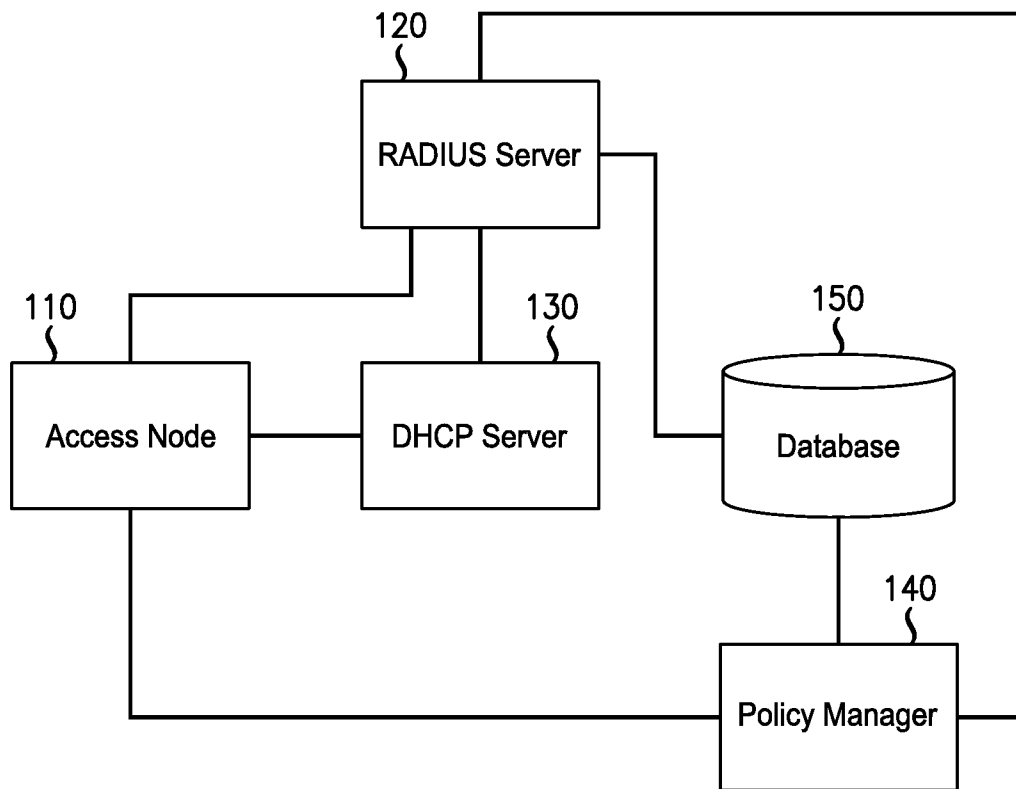 120
RADIUS Server
110
Access Node
130
DHCP Server
150
Database
140
Policy Manager